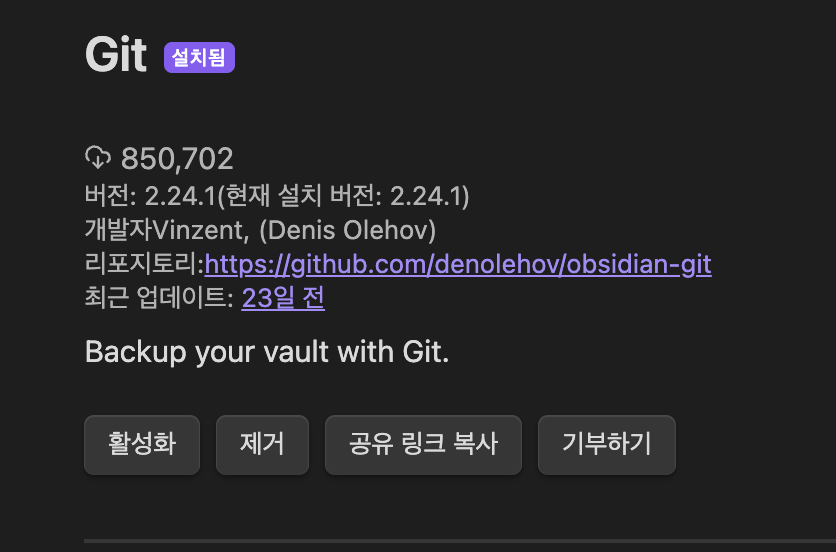 Git 설치됨
850,702
버전: 2.24.1(현재 설치 버전: 2.24.1)
개발자Vinzent, (Denis Olehov)
리포지토리:https://github.com/denolehov/obsidian-git
최근 업데이트: 23일 전
Backup your vault with Git.
활성화 제거 공유 링크 복사 기부하기